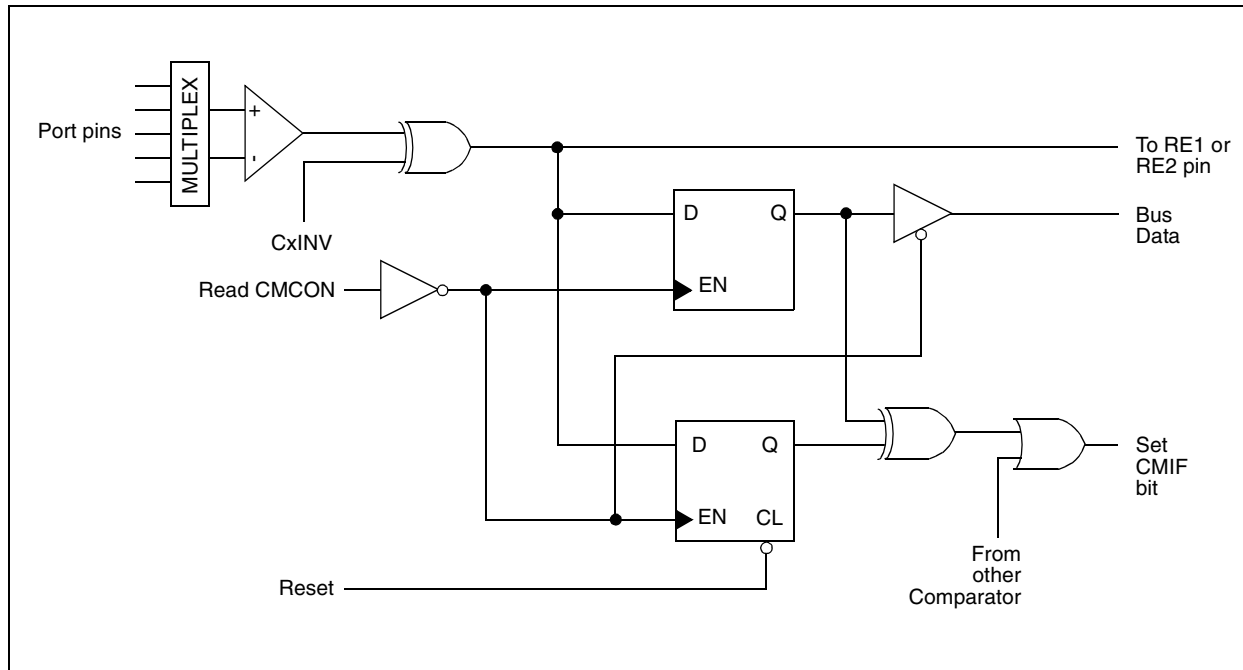 MULTIPLEX
Port pins
+
-
CxINV
To RE1 or
RE2 pin
D
Q
EN
Bus
Data
Read CMCON
D
Q
EN
CL
Set
CMIF
bit
From
other
Comparator
Reset